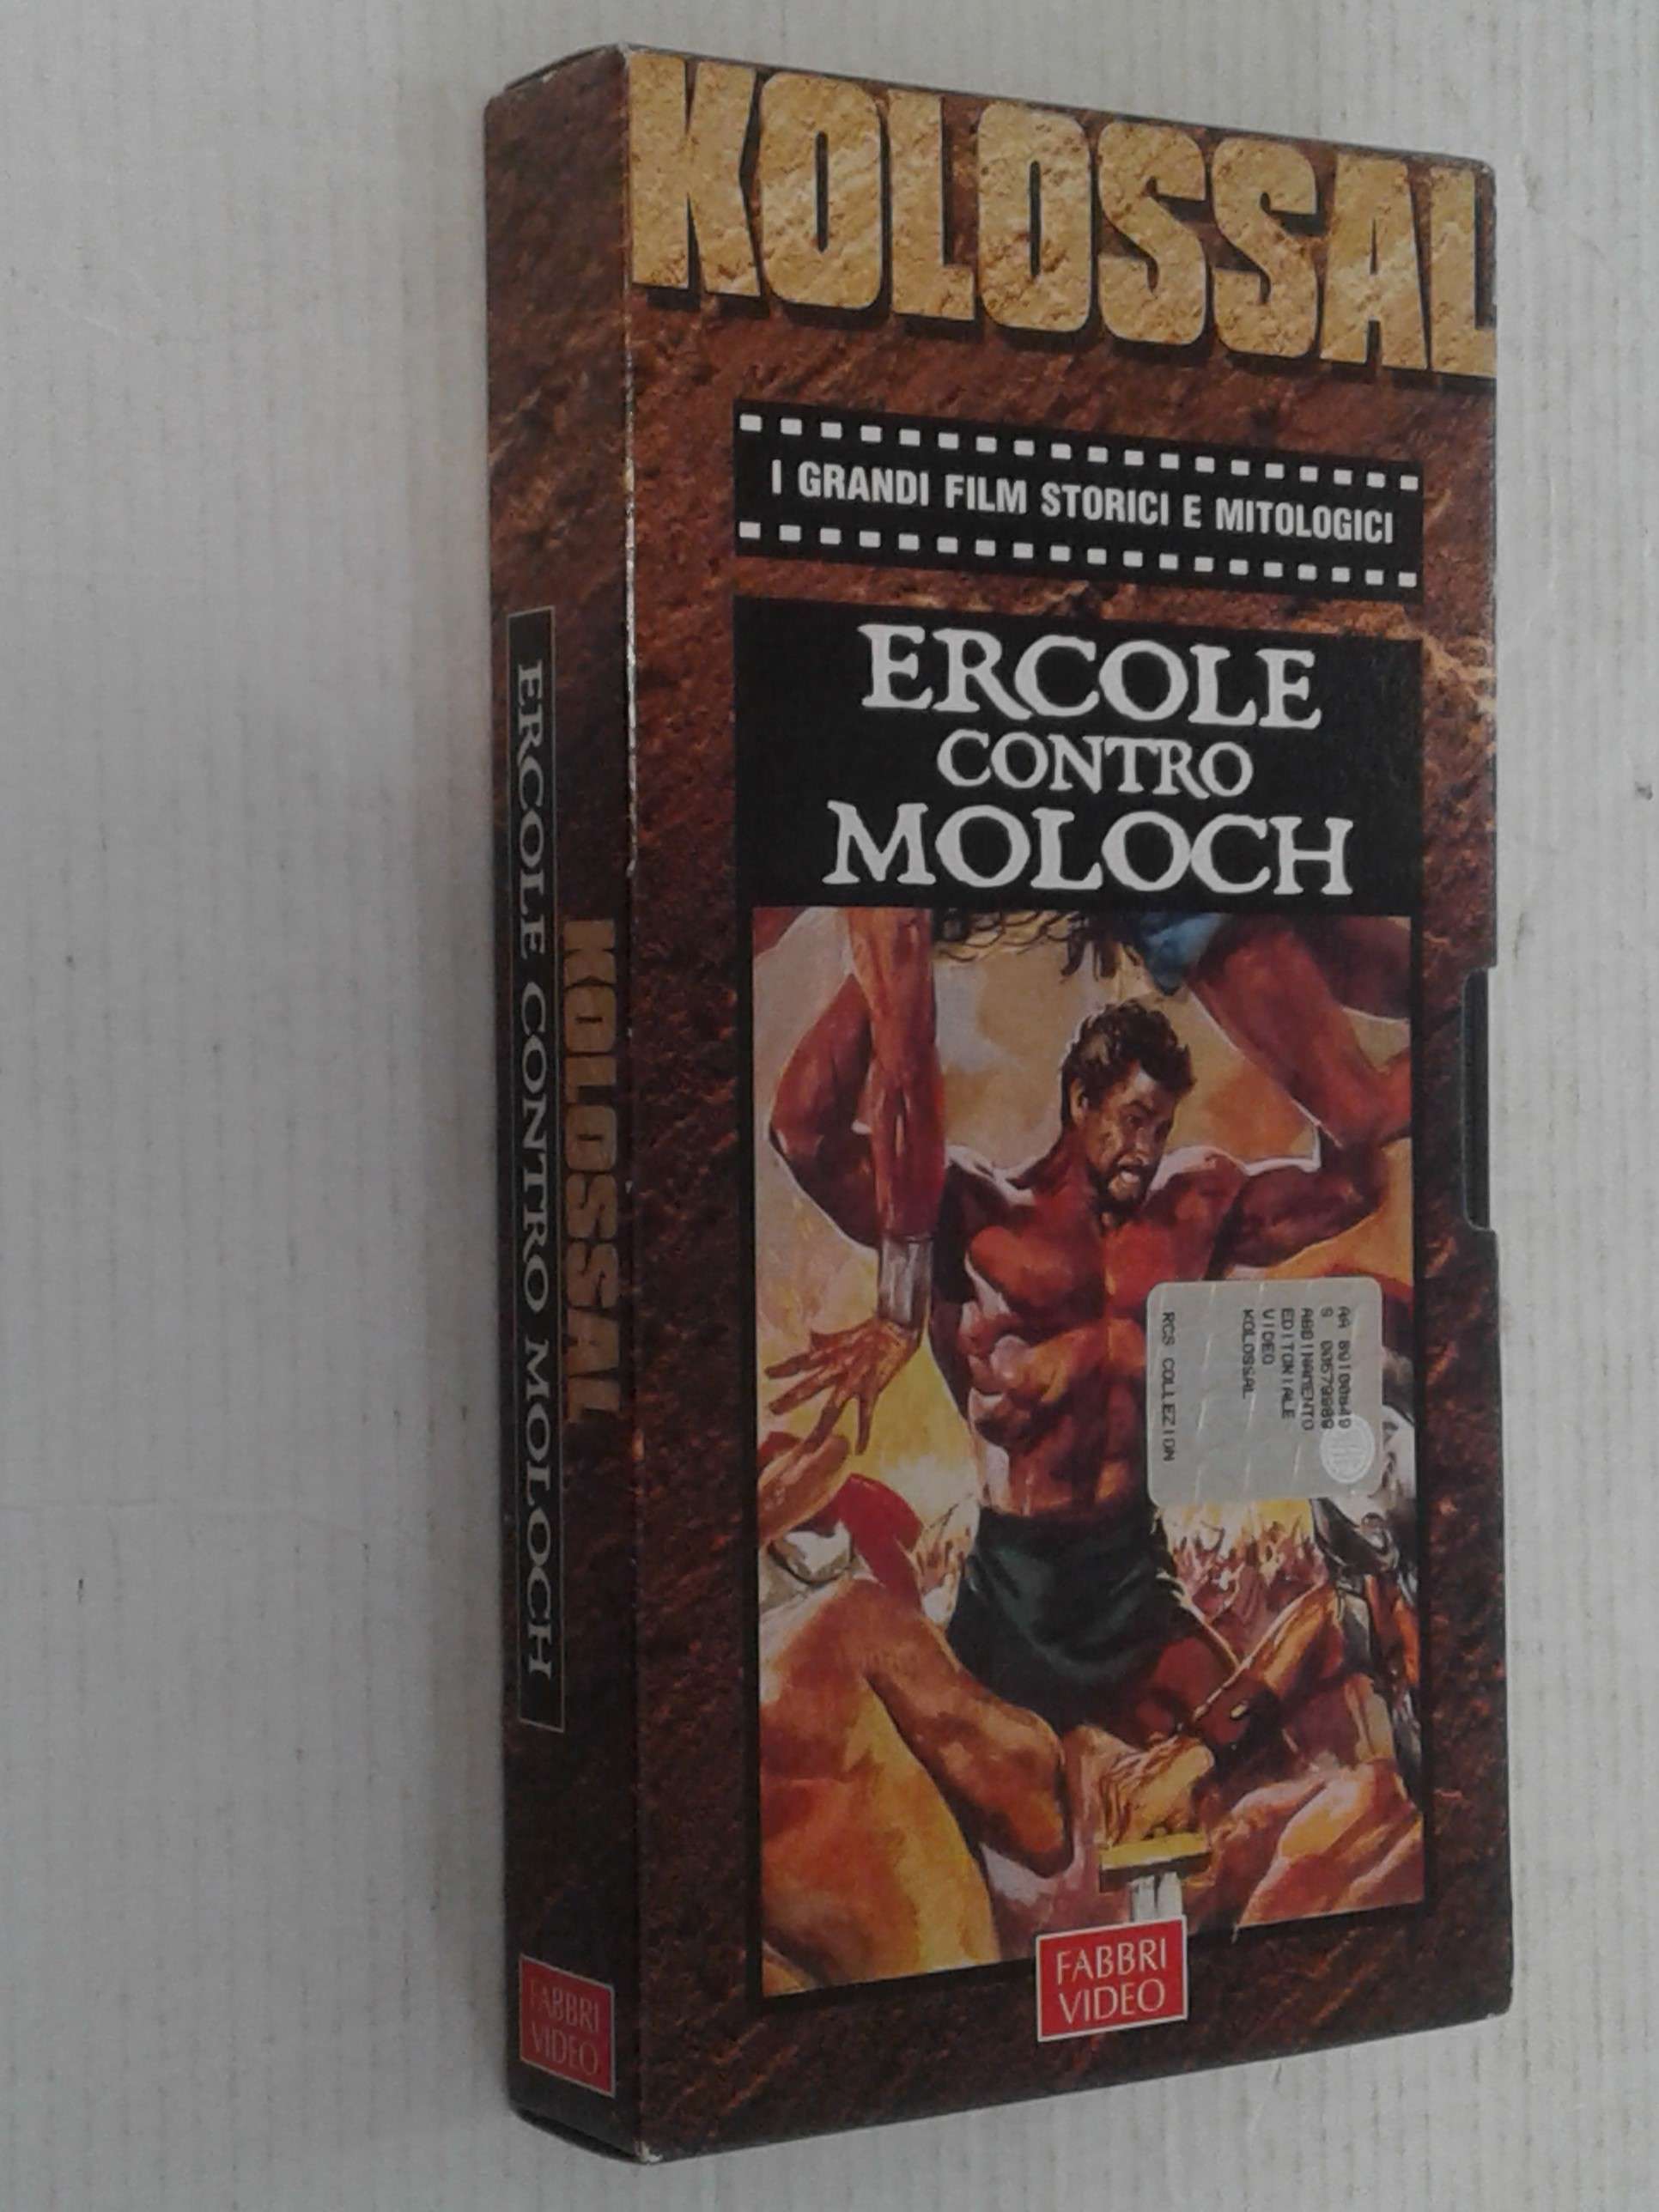 KOLOSSAL
I GRANDI FILM STORICI E MITOLOGICI
ERCOLE
CONTRO
MOLOCH
AA
S
ABBINAMENTO
EDITORIALE
VIDEO
KOLOSSAL
RCS COLLEZION
FABBRI
VIDEO
ERCOLE CONTRO MOLOCH
KOLOSSAL
FABBRI
VIDEO